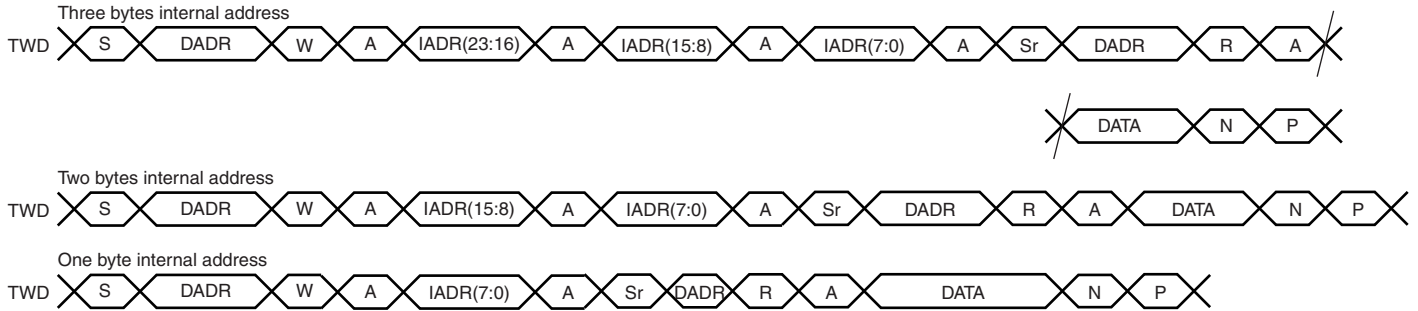 Three bytes internal address
TWD S DADR W A IADR(23:16) A IADR(15:8) A IADR(7:0) A Sr DADR R A
DATA N P
Two bytes internal address
TWD S DADR W A IADR(15:8) A IADR(7:0) A Sr DADR R A DATA N P
One byte internal address
TWD S DADR W A IADR(7:0) A Sr DADR R A DATA N P